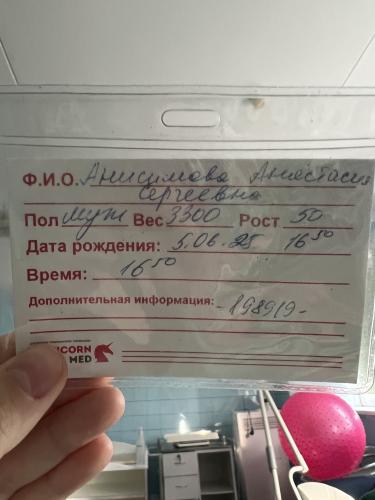 Ф.И.О. Анисимова Анастасия
Сергеевна
Пол муж Вес 3300 Рост 50
Дата рождения: 5.06.25 16⁵⁰
Время: 16⁵⁰
Дополнительная информация: -198919-
MED